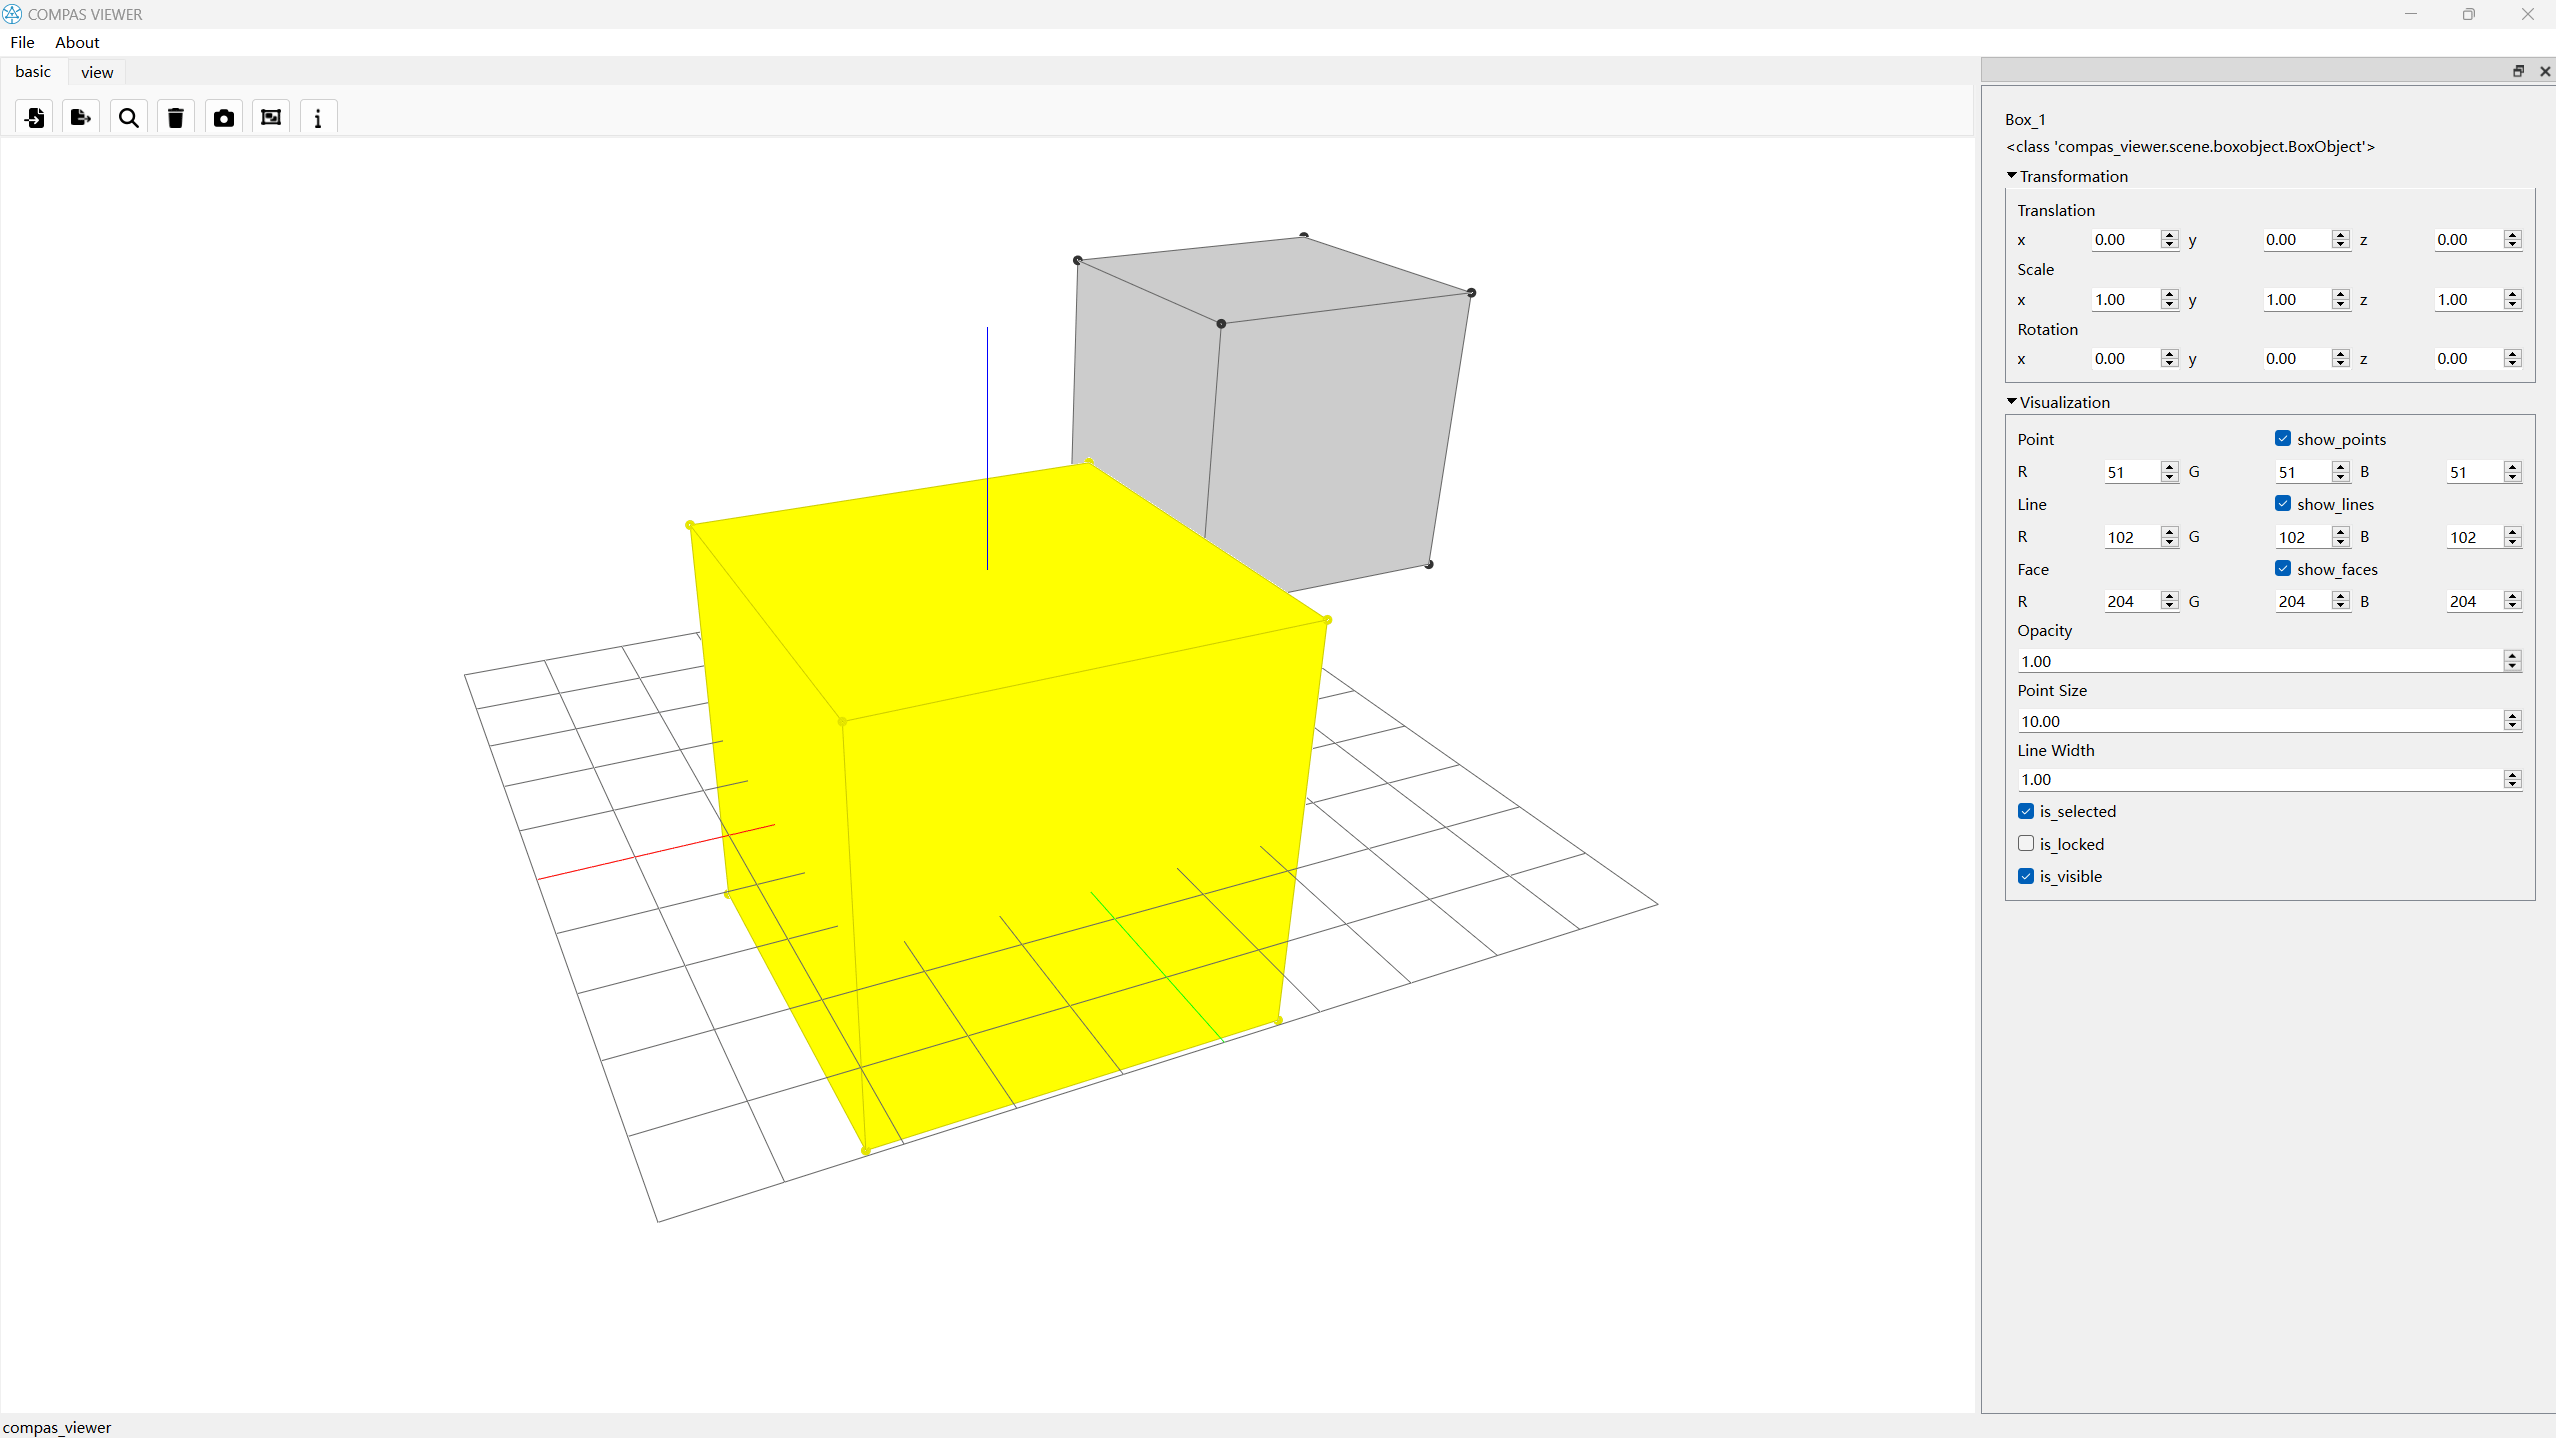 COMPAS VIEWER
File About
basic view
Box_1
<class 'compas_viewer.scene.boxobject.BoxObject'>
Transformation
Translation
x 0.00 y 0.00 z 0.00
Scale
x 1.00 y 1.00 z 1.00
Rotation
x 0.00 y 0.00 z 0.00
Visualization
Point show_points
R 51 G 51 B 51
Line show_lines
R 102 G 102 B 102
Face show_faces
R 204 G 204 B 204
Opacity
1.00
Point Size
10.00
Line Width
1.00
is_selected
is_locked
is_visible
compas_viewer